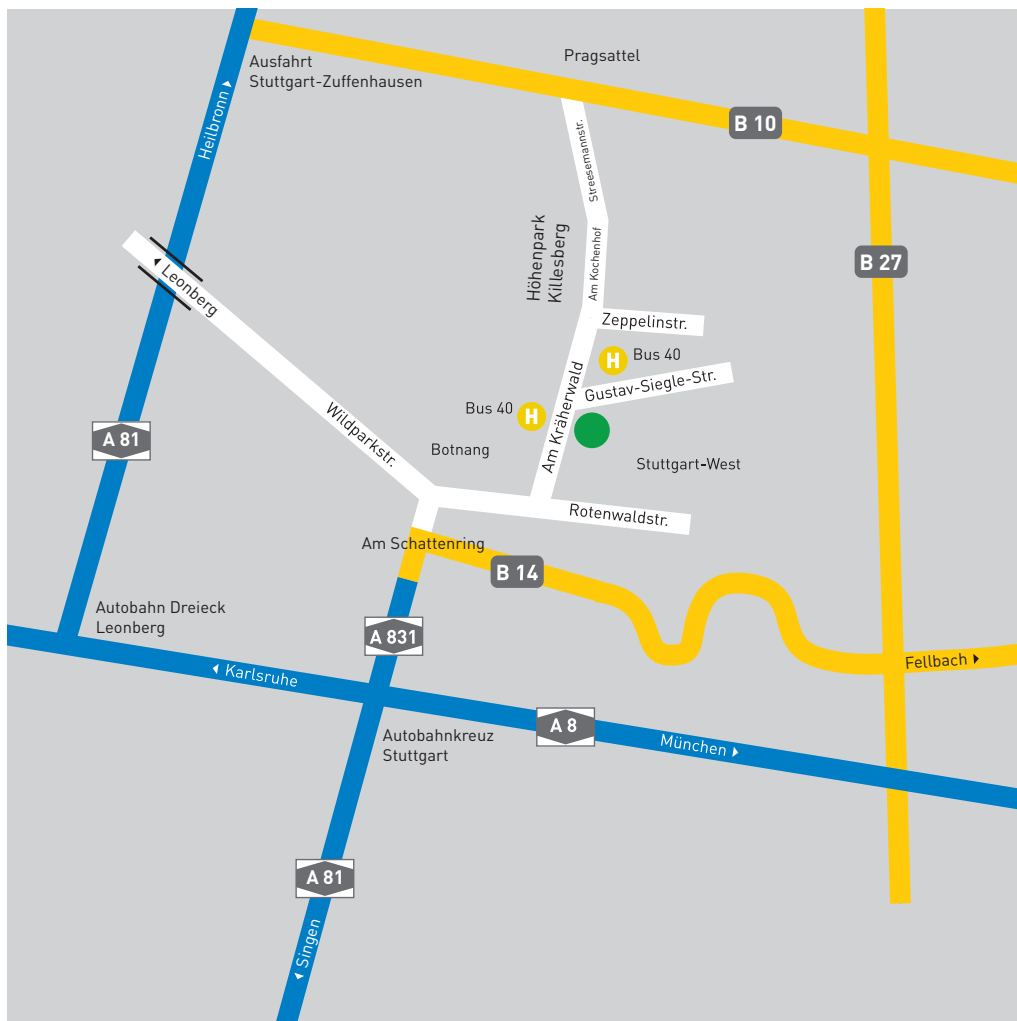 Pragsattel
Ausfahrt
Stuttgart-Zuffenhausen
B 10
Heilbronn
Streesemannstr.
Höhenpark
Killesberg
Am Kochenhof
B 27
Leonberg
Zeppelinstr.
H
Bus 40
Gustav-Siegle-Str.
Bus 40
H
Am Kräherwald
Wildparkstr.
A 81
Botnang
Stuttgart-West
Rotenwaldstr.
Am Schattenring
B 14
Autobahn Dreieck
Leonberg
A 831
Fellbach
Karlsruhe
A 8
Autobahnkreuz
Stuttgart
München
A 81
Singen